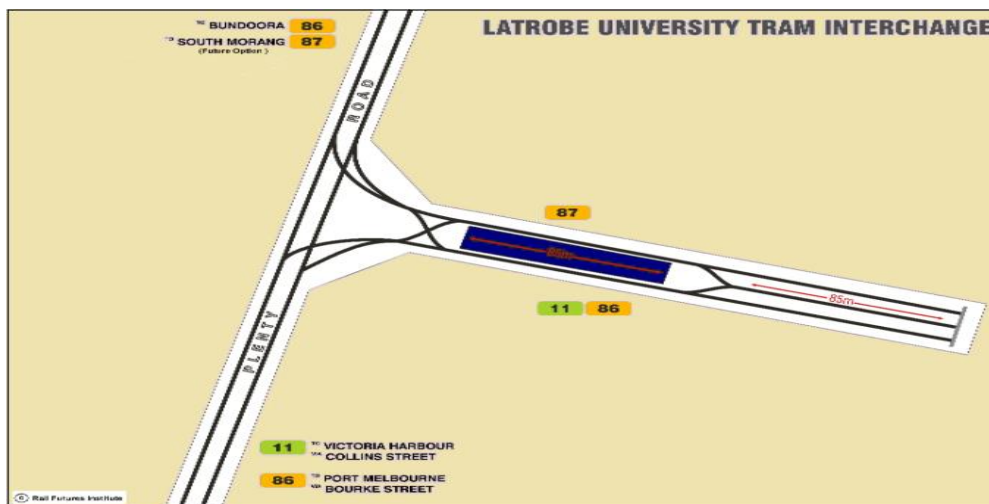 TO BUNDOORA 86
TO SOUTH MORANG 87
(Future Option)
LATROBE UNIVERSITY TRAM INTERCHANGE
ROAD
87
85m
85m
11 86
PLENTY
11 TO VICTORIA HARBOUR
VIA COLLINS STREET
86 TO PORT MELBOURNE
VIA BOURKE STREET
© Rail Futures Institute